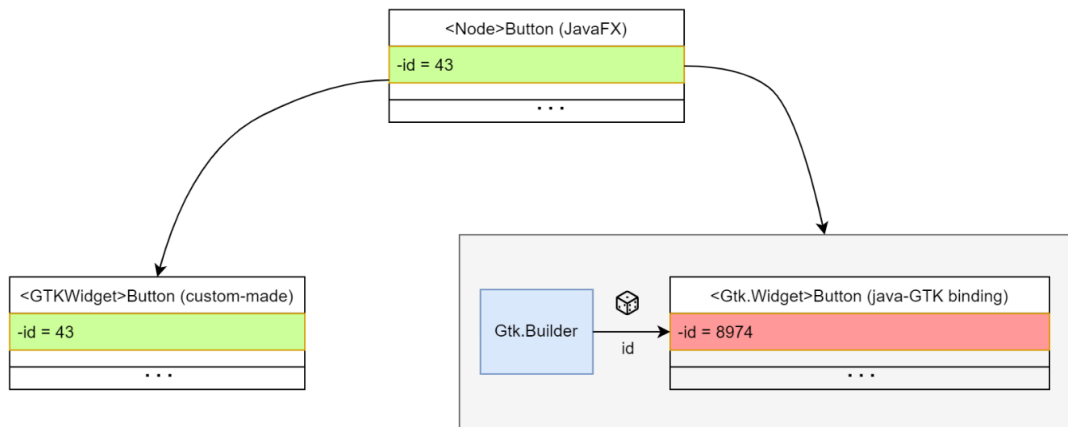 <Node>Button (JavaFX)
-id = 43
...
<GTKWidget>Button (custom-made)
-id = 43
...
Gtk.Builder
id
<Gtk.Widget>Button (java-GTK binding)
-id = 8974
...